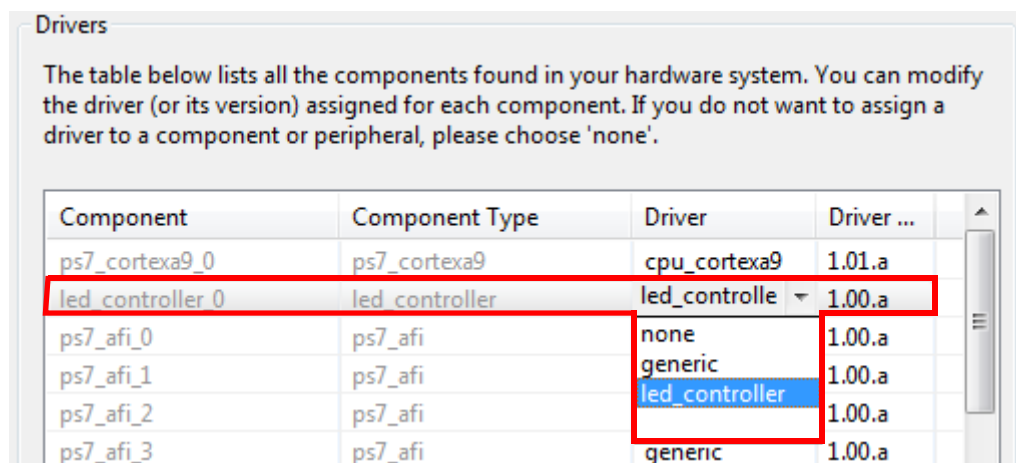 Drivers
The table below lists all the components found in your hardware system. You can modify
the driver (or its version) assigned for each component. If you do not want to assign a
driver to a component or peripheral, please choose 'none'.
Component Component Type Driver Driver ...
ps7_cortexa9_0 ps7_cortexa9 cpu_cortexa9 1.01.a
led_controller_0 led_controller led_controlle 1.00.a
ps7_afi_0 ps7_afi none 1.00.a
generic
ps7_afi_1 ps7_afi 1.00.a
led_controller
ps7_afi_2 ps7_afi 1.00.a
ps7_afi_3 ps7_afi generic 1.00.a